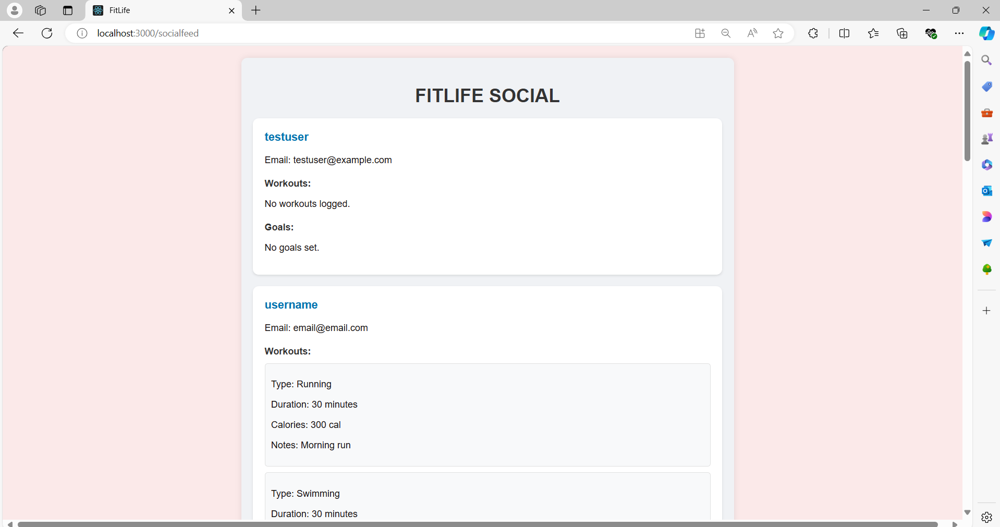 FitLife
localhost:3000/socialfeed
FITLIFE SOCIAL
testuser
Email: testuser@example.com
Workouts:
No workouts logged.
Goals:
No goals set.
username
Email: email@email.com
Workouts:
Type: Running
Duration: 30 minutes
Calories: 300 cal
Notes: Morning run
Type: Swimming
Duration: 30 minutes